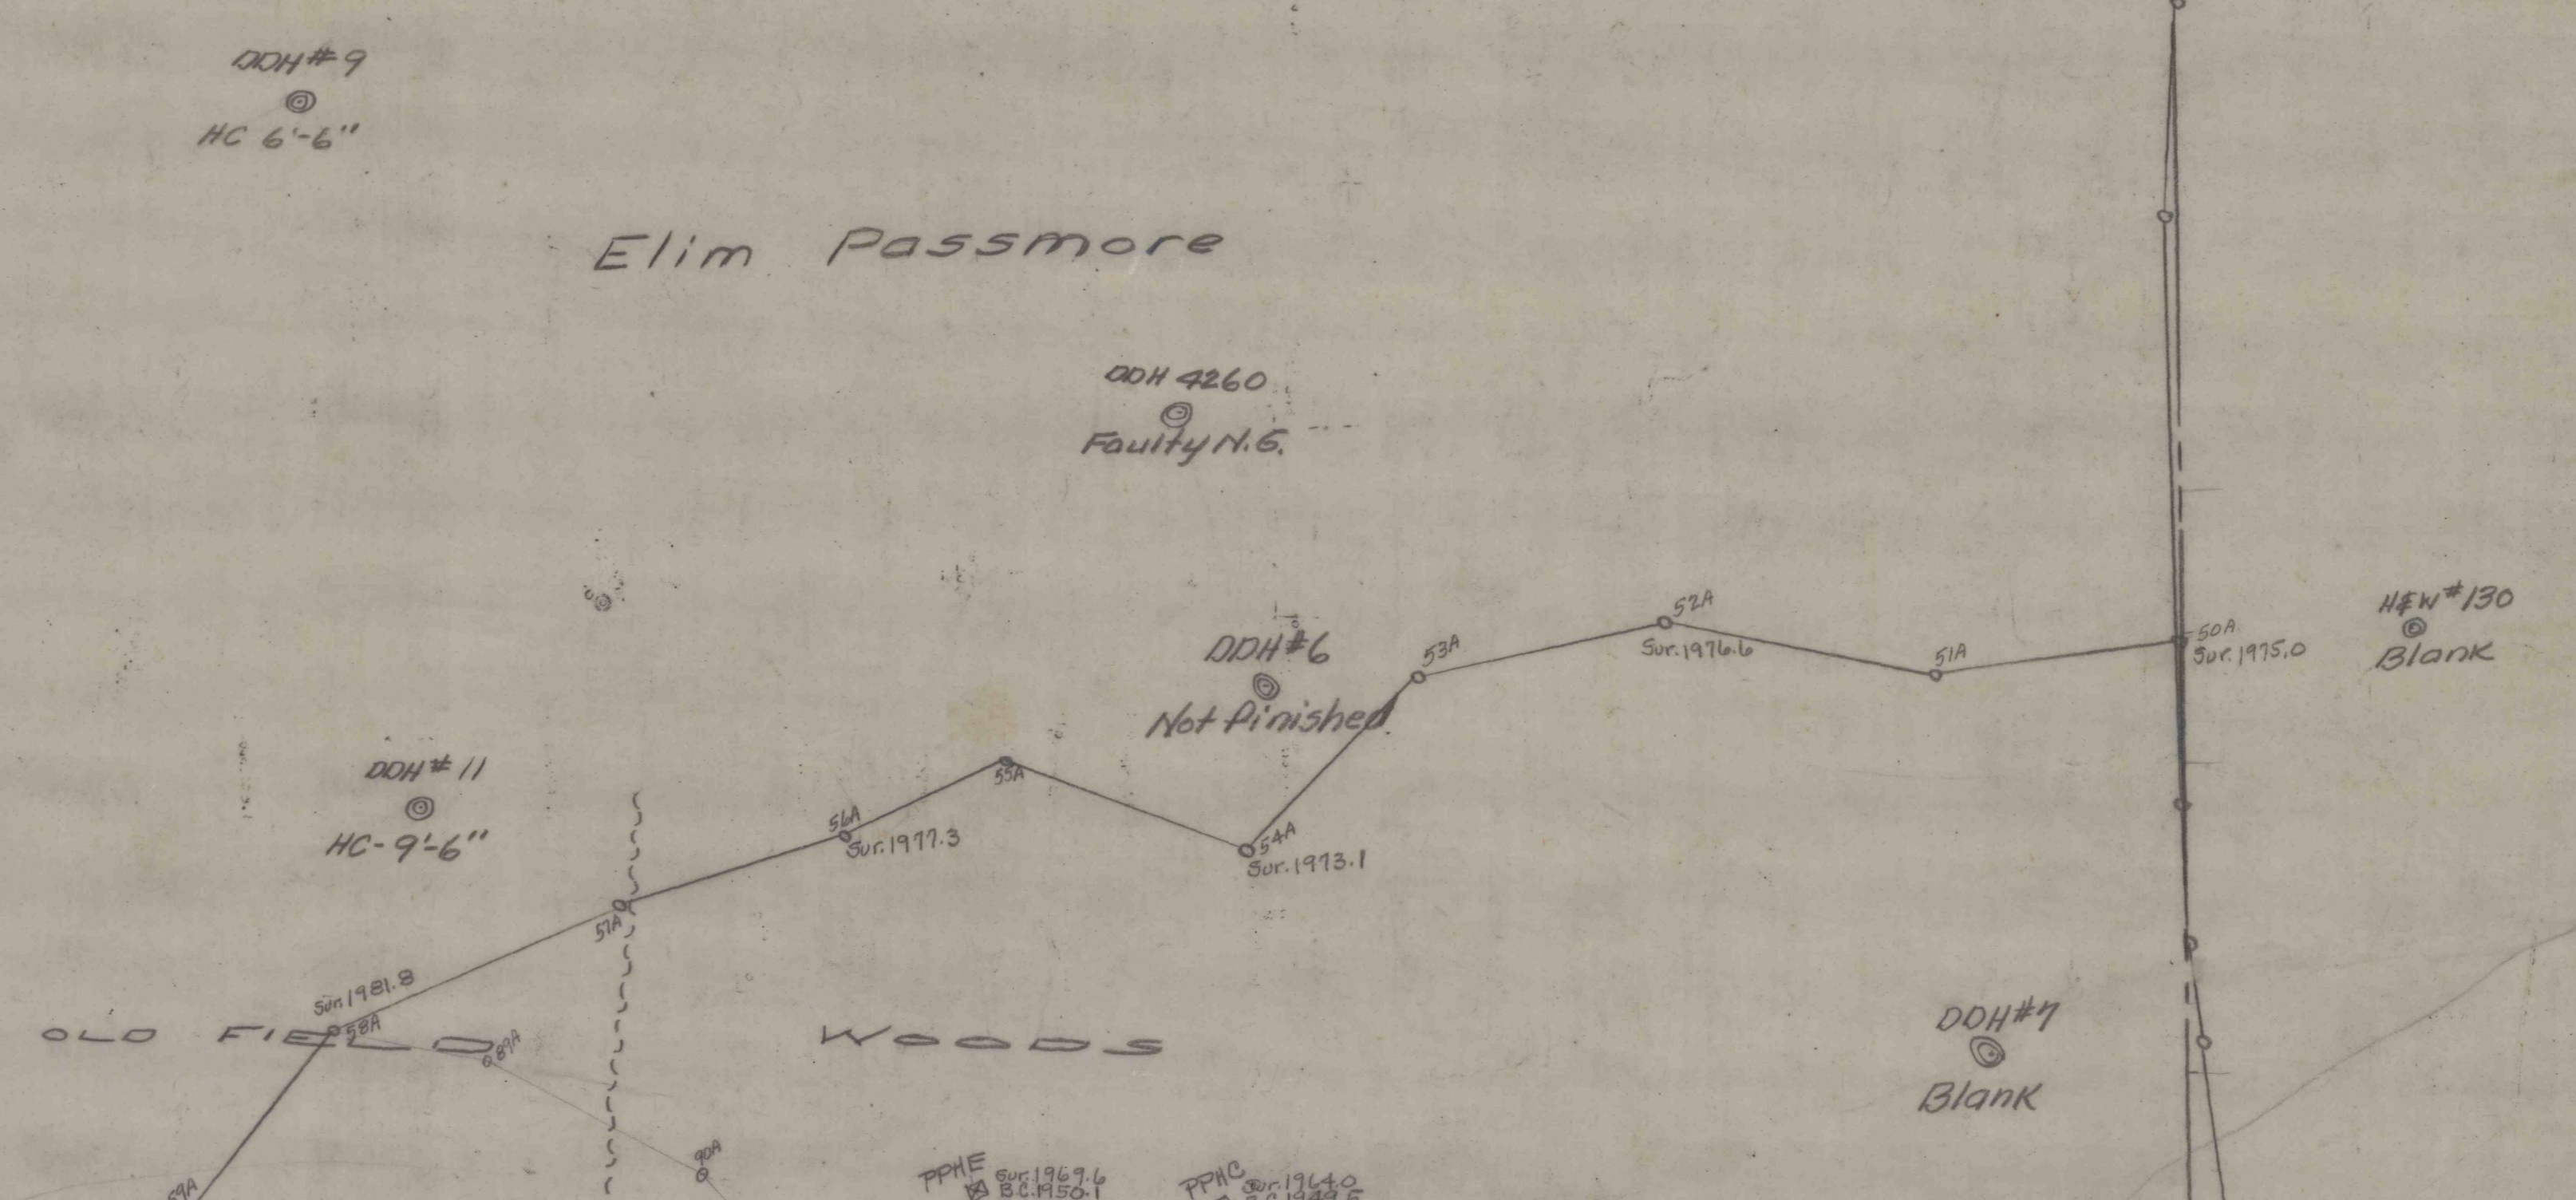 DDH # 9
HC 6'-6"
Elim Passmore
DDH 4260
Faulty N.G.
52A
Sur. 1976.6
H&W # 130
Blank
50A
Sur. 1975.0
DDH # 6
Not finished.
53A
51A
DDH # 11
HC - 9'-6"
55A
56A
Sur. 1977.3
54A
Sur. 1973.1
57A
Sur. 1981.8
58A
OLD FIELD
89A
WOODS
DDH #7
Blank
90A
PPHE
Sur. 1969.6
B.C. 1950.1
PPHC
Sur. 1964.0
59A